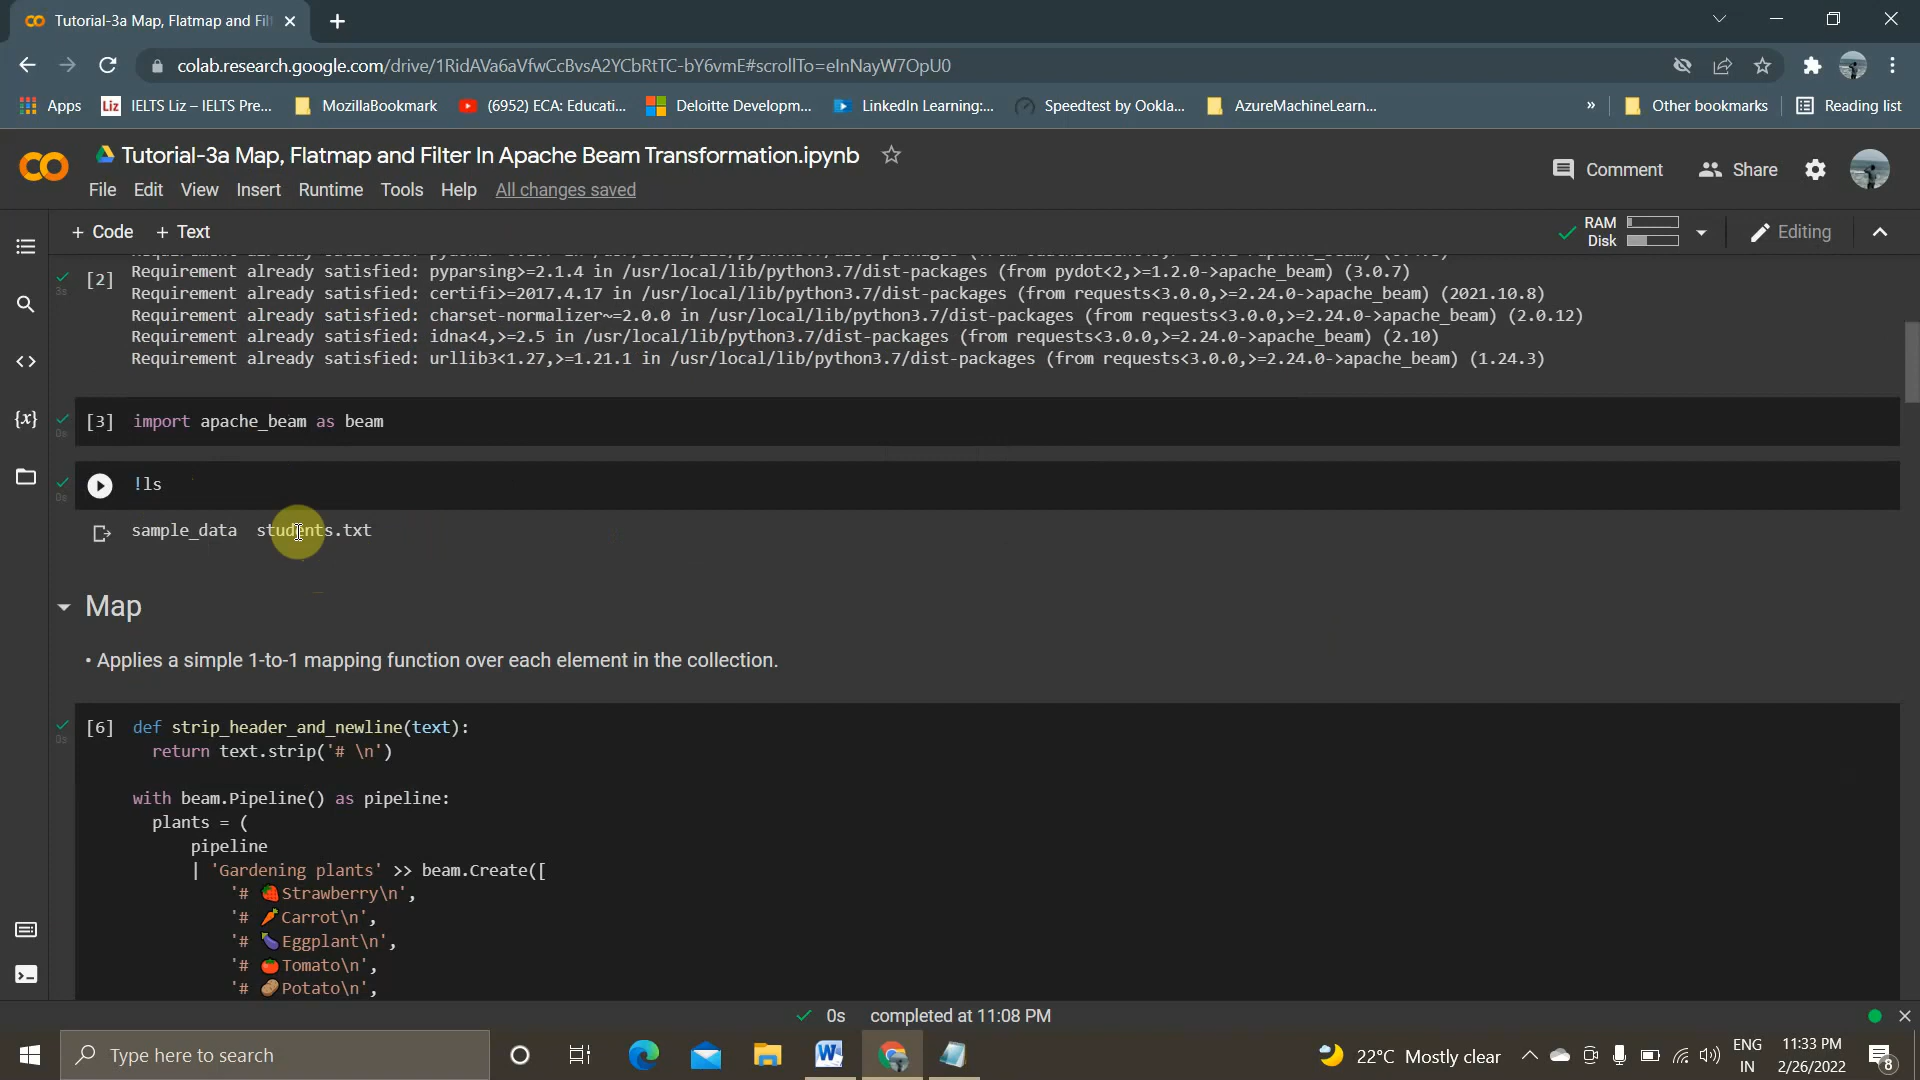 Tutorial-3a Map, Flatmap and Filt
colab.research.google.com/drive/1RidAVa6aVfwCcBvsA2YCbRtTC-bY6vmE#scrollTo=eInNayW7OpU0
Apps
Liz IELTS Liz – IELTS Pre...
MozillaBookmark
(6952) ECA: Educati...
Deloitte Developm...
LinkedIn Learning:...
Speedtest by Ookla...
AzureMachineLearn...
»
Other bookmarks
Reading list
Tutorial-3a Map, Flatmap and Filter In Apache Beam Transformation.ipynb
Comment
Share
File Edit View Insert Runtime Tools Help All changes saved
+ Code + Text
RAM
Disk
Editing
[2]
3s
Requirement already satisfied: pyparsing>=2.1.4 in /usr/local/lib/python3.7/dist-packages (from pydot<2,>=1.2.0->apache_beam) (3.0.7)
Requirement already satisfied: certifi>=2017.4.17 in /usr/local/lib/python3.7/dist-packages (from requests<3.0.0,>=2.24.0->apache_beam) (2021.10.8)
Requirement already satisfied: charset-normalizer~=2.0.0 in /usr/local/lib/python3.7/dist-packages (from requests<3.0.0,>=2.24.0->apache_beam) (2.0.12)
Requirement already satisfied: idna<4,>=2.5 in /usr/local/lib/python3.7/dist-packages (from requests<3.0.0,>=2.24.0->apache_beam) (2.10)
Requirement already satisfied: urllib3<1.27,>=1.21.1 in /usr/local/lib/python3.7/dist-packages (from requests<3.0.0,>=2.24.0->apache_beam) (1.24.3)
[3] import apache_beam as beam
0s
!ls
0s
sample_data students.txt
Map
• Applies a simple 1-to-1 mapping function over each element in the collection.
[6] def strip_header_and_newline(text):
0s
return text.strip('# \n')
with beam.Pipeline() as pipeline:
plants = (
pipeline
| 'Gardening plants' >> beam.Create([
'# 🍓Strawberry\n',
'# 🥕Carrot\n',
'# 🍆Eggplant\n',
'# 🍅Tomato\n',
'# 🥔Potato\n',
0s completed at 11:08 PM
Type here to search
22°C Mostly clear
ENG
IN
11:33 PM
2/26/2022
8